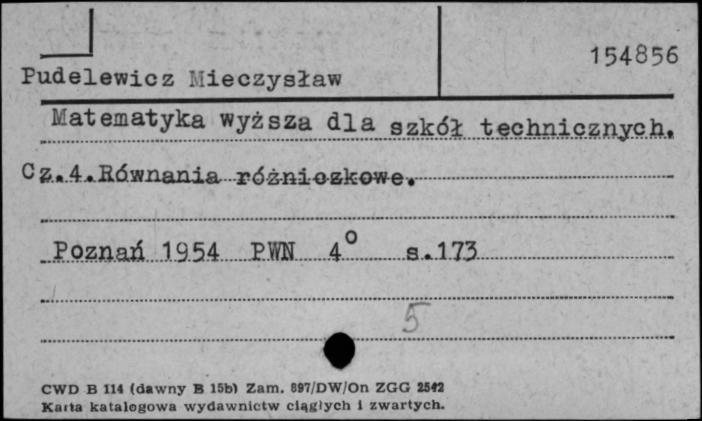 154856
Pudelewicz Mieczysław
Matematyka wyższa dla szkół technicznych.
Cz.4.Równania różniczkowe.
Poznań 1954 PWN 4° s.173
5
CWD B 114 (dawny B 15b) Zam. 897/DW/On ZGG 2542
Karta katalogowa wydawnictw ciągłych i zwartych.